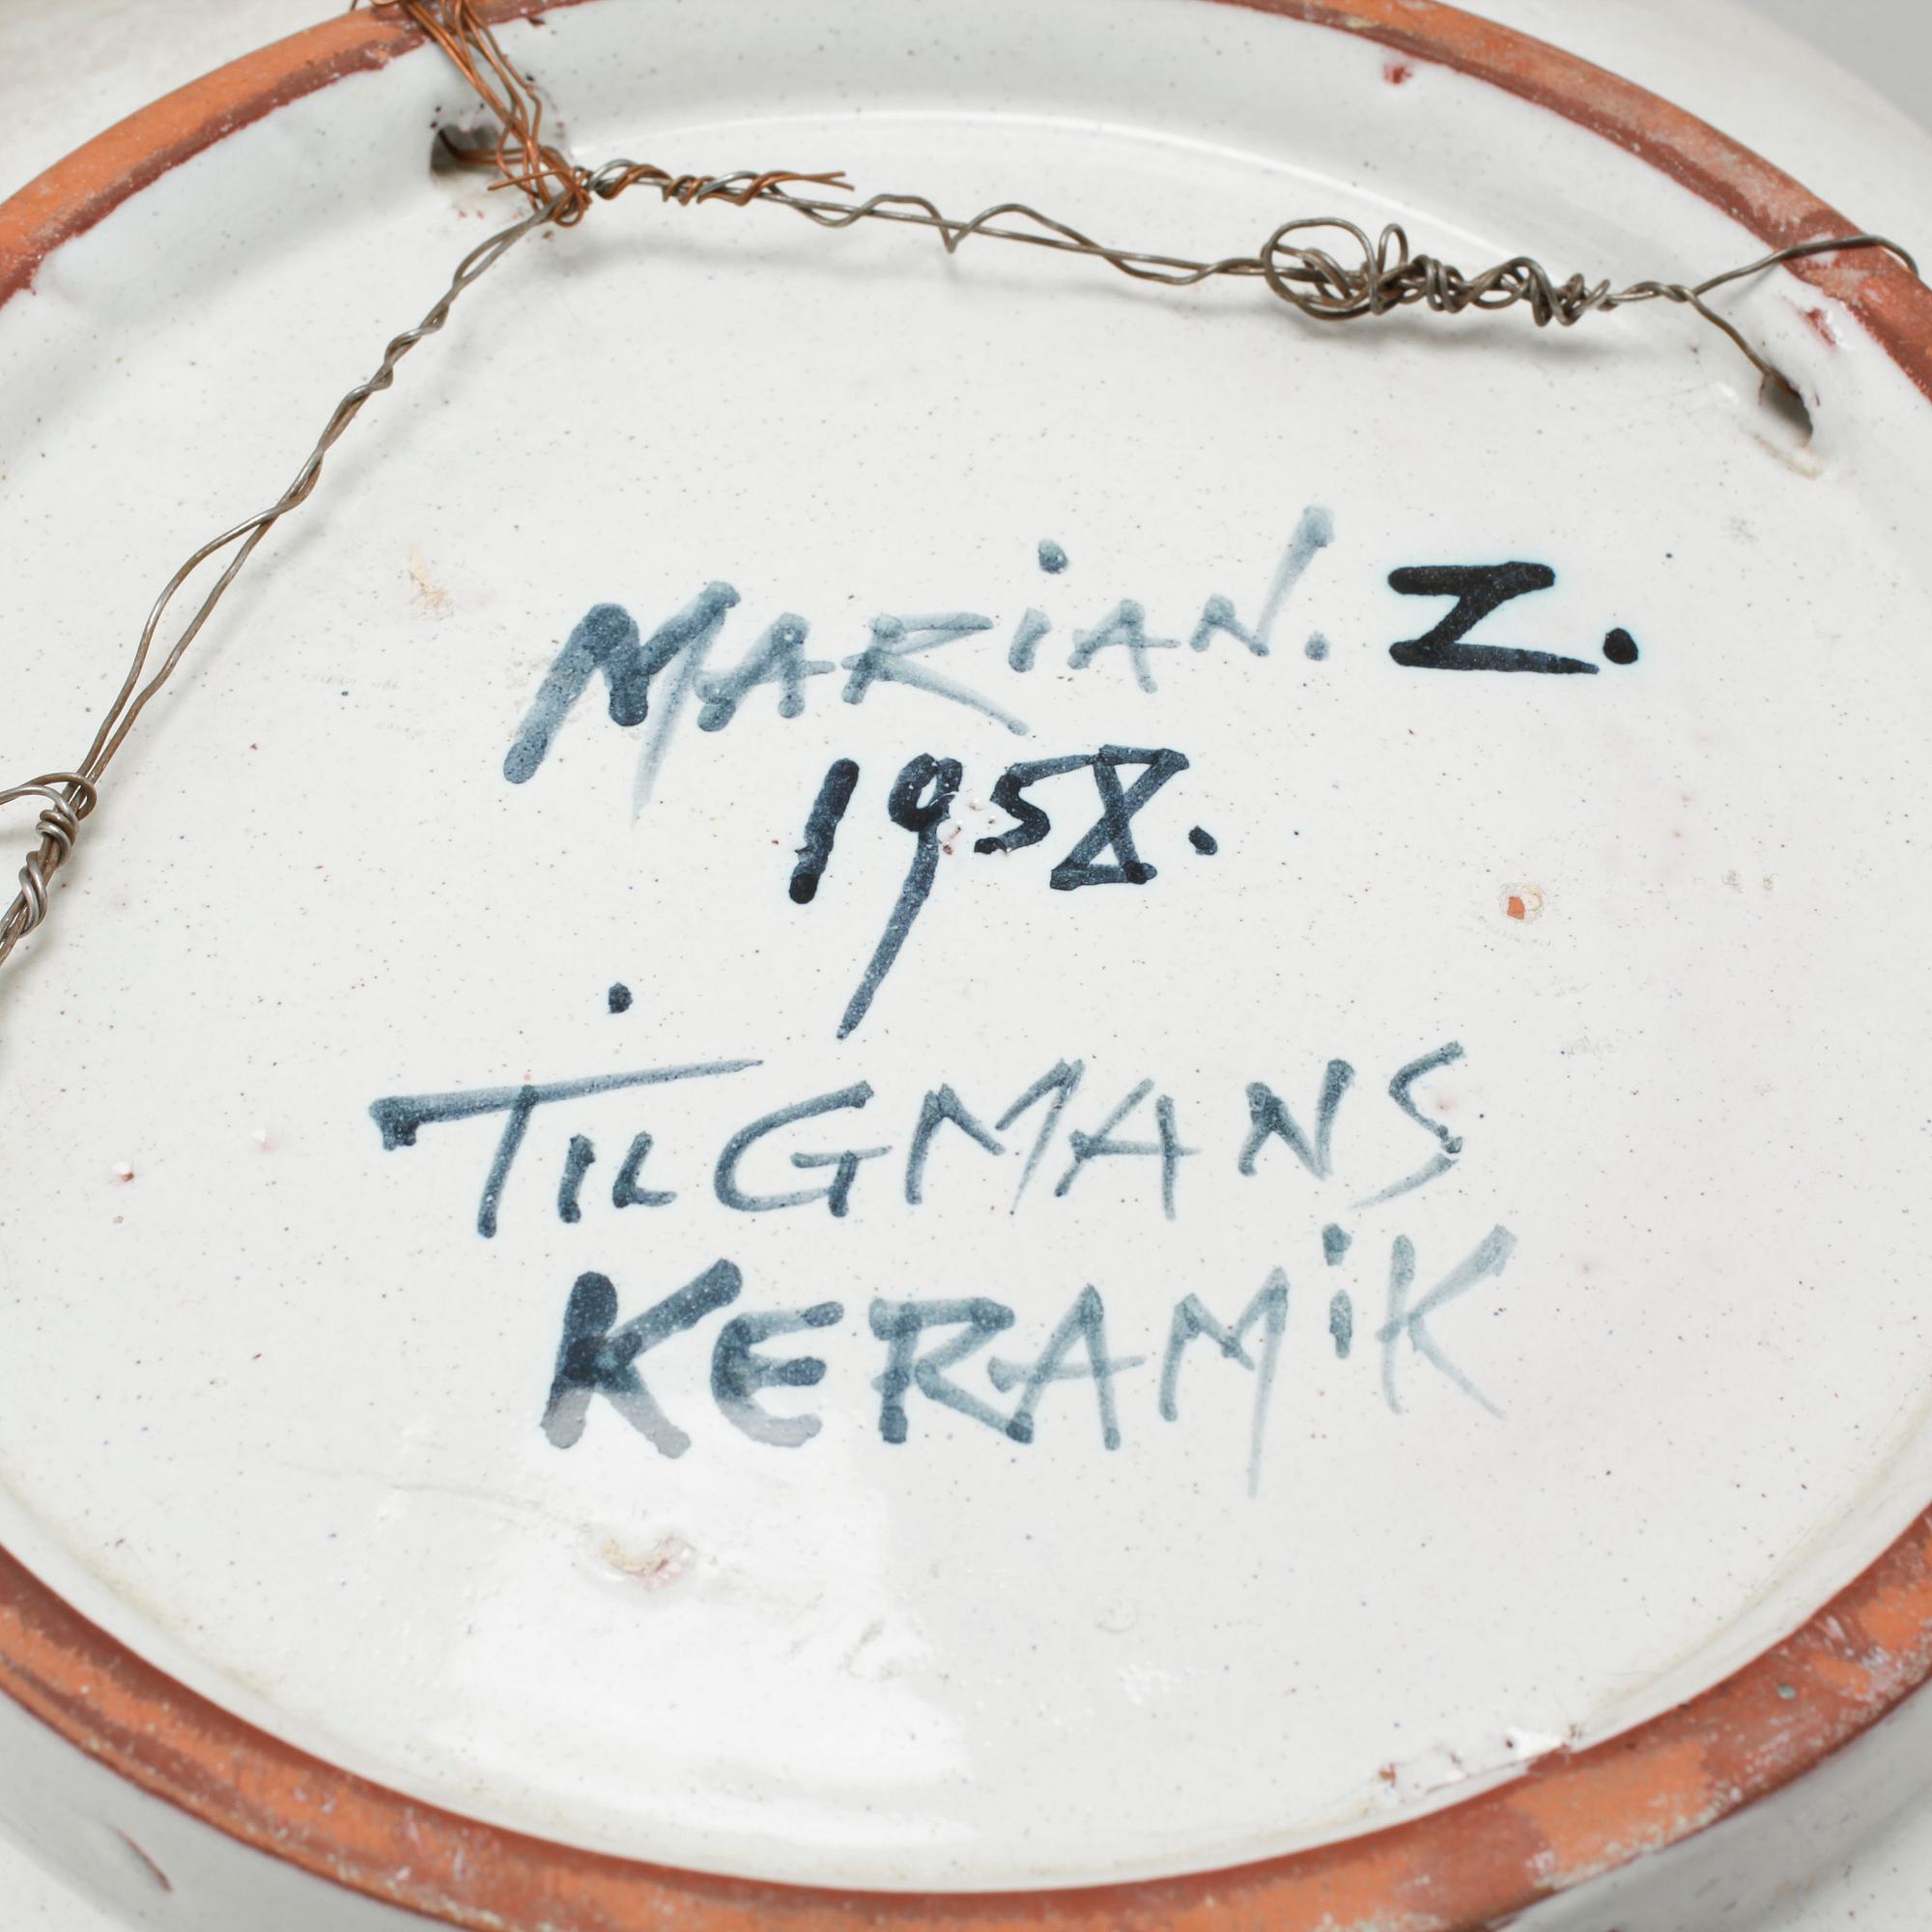 MARiAN. Z.
1958.
TiLGMANS
KERAMiK